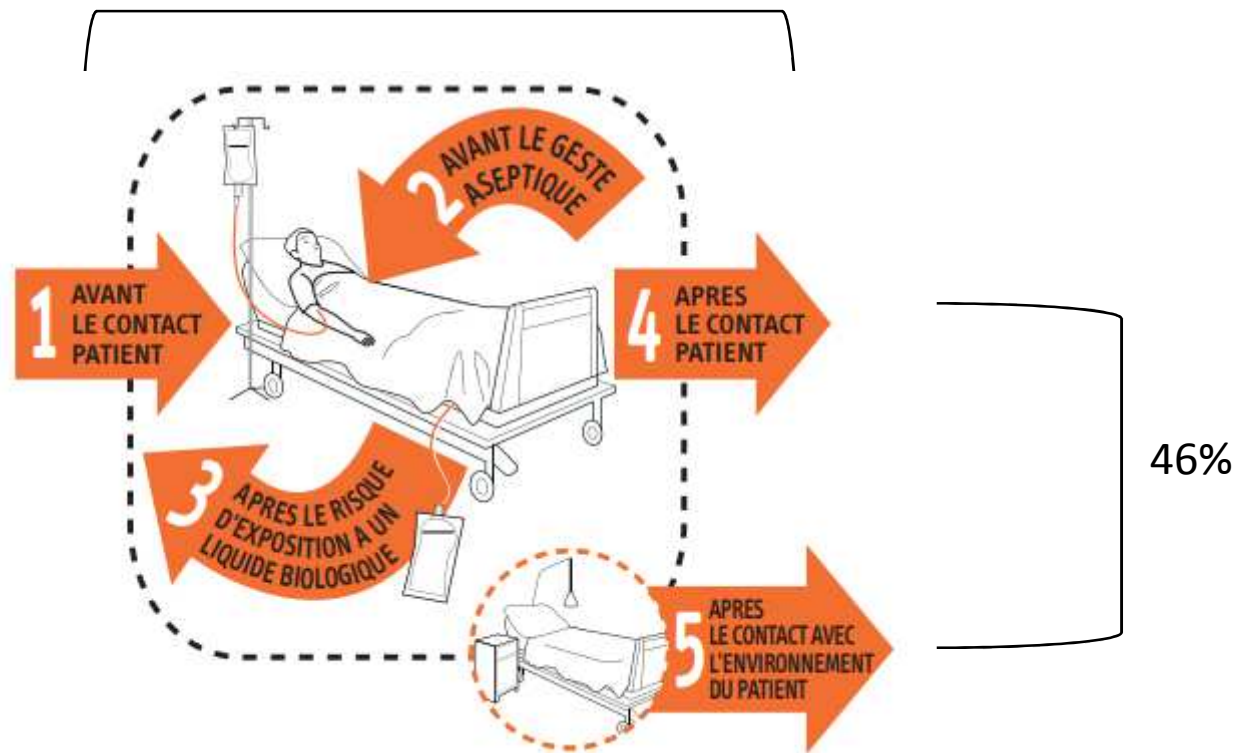 2 AVANT LE GESTE
ASEPTIQUE
1 AVANT
LE CONTACT
PATIENT
4 APRES
LE CONTACT
PATIENT
46%
3 APRES LE RISQUE
D'EXPOSITION A UN
LIQUIDE BIOLOGIQUE
5 APRES
LE CONTACT AVEC
L'ENVIRONNEMENT
DU PATIENT